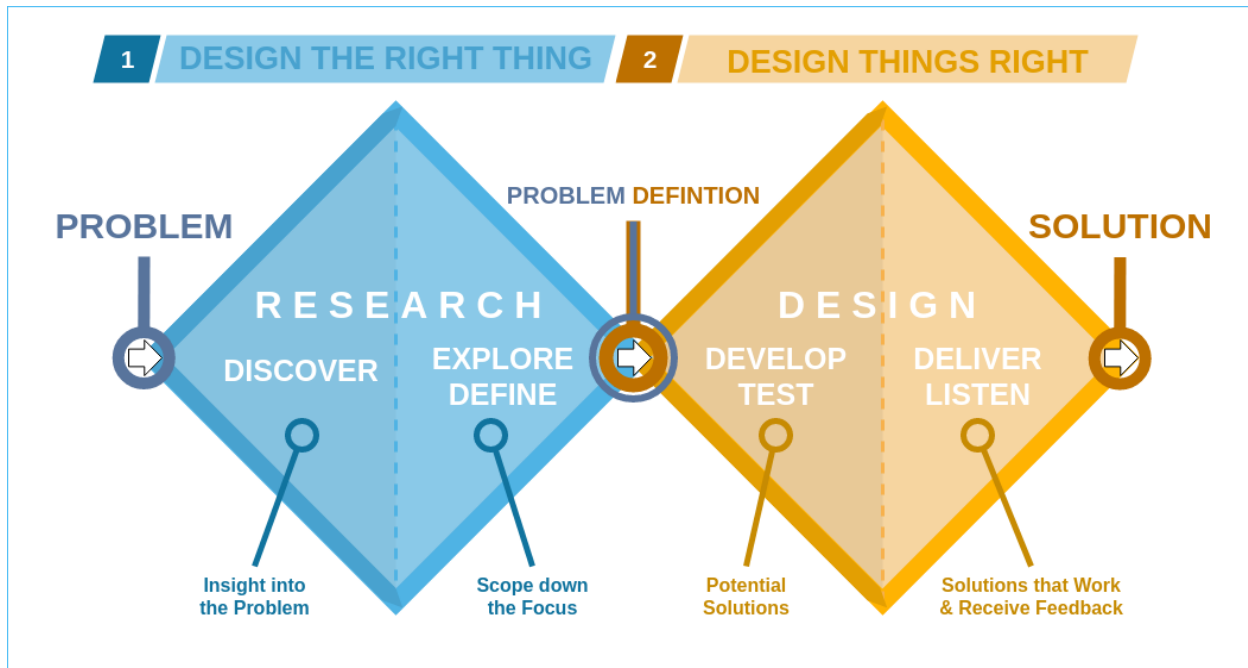 1 DESIGN THE RIGHT THING 2 DESIGN THINGS RIGHT
PROBLEM DEFINTION
PROBLEM
SOLUTION
RESEARCH
DESIGN
DISCOVER
EXPLORE
DEFINE
DEVELOP
TEST
DELIVER
LISTEN
Insight into
the Problem
Scope down
the Focus
Potential
Solutions
Solutions that Work
& Receive Feedback